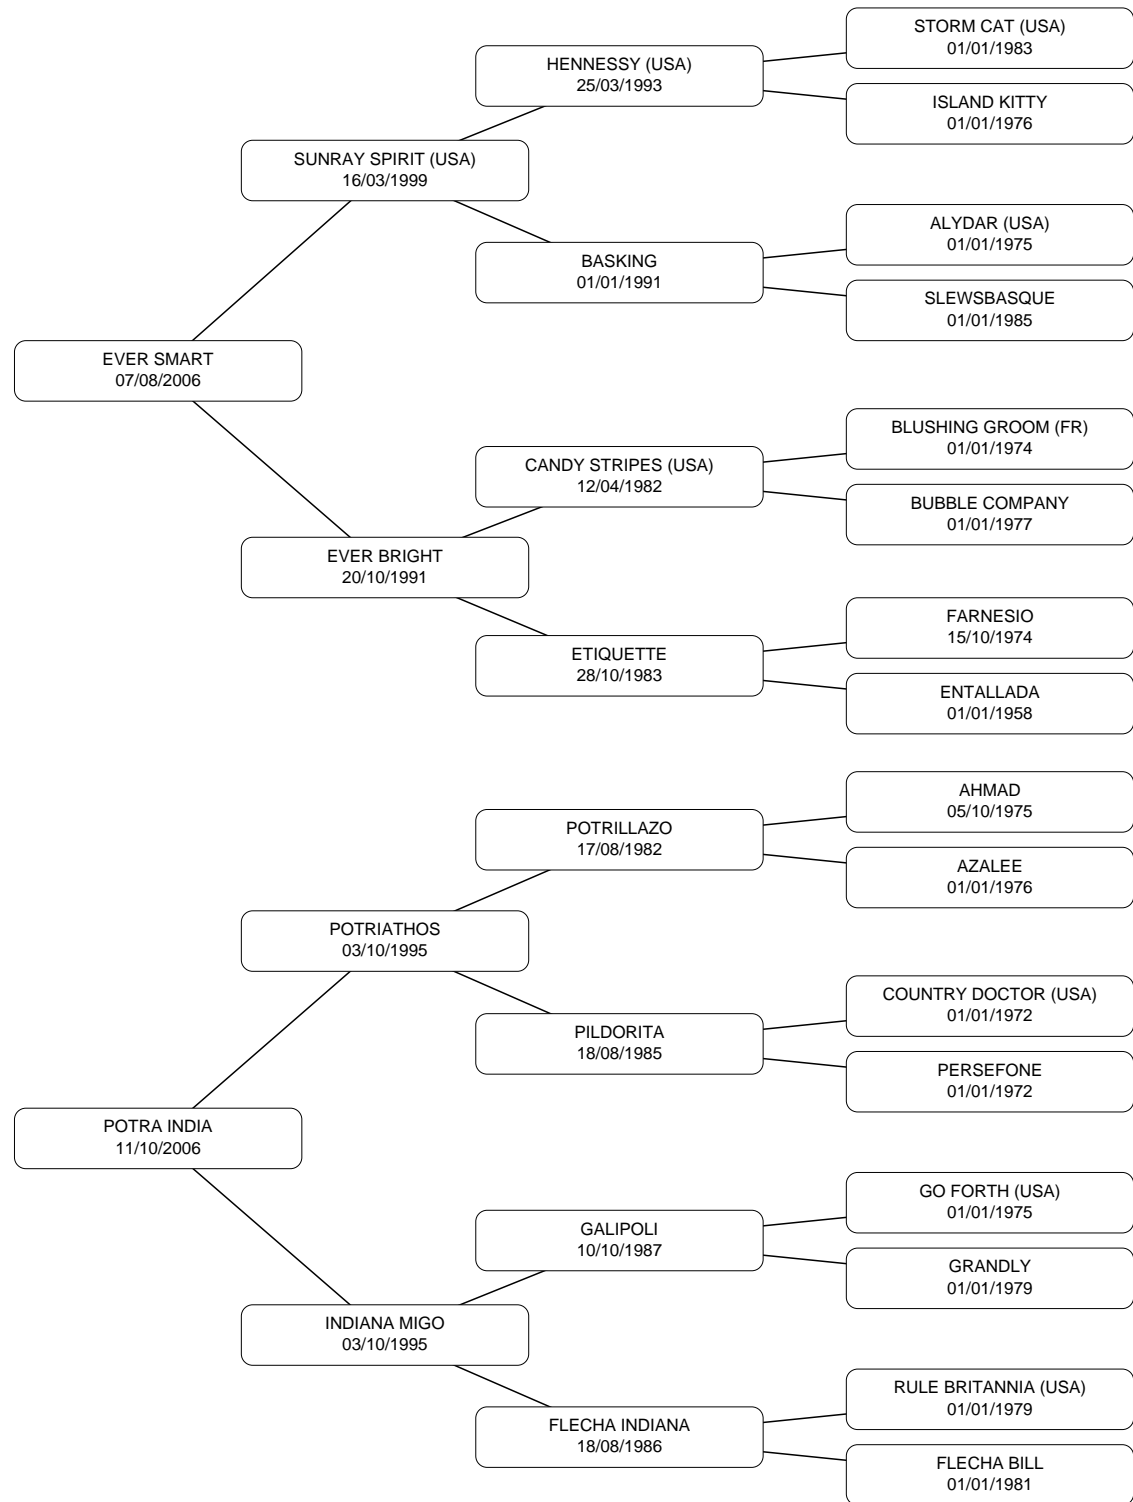 STORM CAT (USA)
01/01/1983
HENNESSY (USA)
25/03/1993
ISLAND KITTY
01/01/1976
SUNRAY SPIRIT (USA)
16/03/1999
ALYDAR (USA)
01/01/1975
BASKING
01/01/1991
SLEWSBASQUE
01/01/1985
EVER SMART
07/08/2006
BLUSHING GROOM (FR)
01/01/1974
CANDY STRIPES (USA)
12/04/1982
BUBBLE COMPANY
01/01/1977
EVER BRIGHT
20/10/1991
FARNESIO
15/10/1974
ETIQUETTE
28/10/1983
ENTALLADA
01/01/1958
AHMAD
05/10/1975
POTRILLAZO
17/08/1982
AZALEE
01/01/1976
POTRIATHOS
03/10/1995
COUNTRY DOCTOR (USA)
01/01/1972
PILDORITA
18/08/1985
PERSEFONE
01/01/1972
POTRA INDIA
11/10/2006
GO FORTH (USA)
01/01/1975
GALIPOLI
10/10/1987
GRANDLY
01/01/1979
INDIANA MIGO
03/10/1995
RULE BRITANNIA (USA)
01/01/1979
FLECHA INDIANA
18/08/1986
FLECHA BILL
01/01/1981